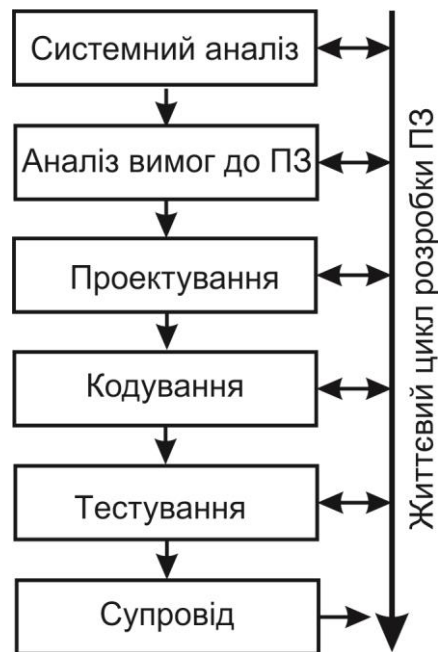 Системний аналіз
Аналіз вимог до ПЗ
Проектування
Кодування
Тестування
Супровід
Життєвий цикл розробки ПЗ